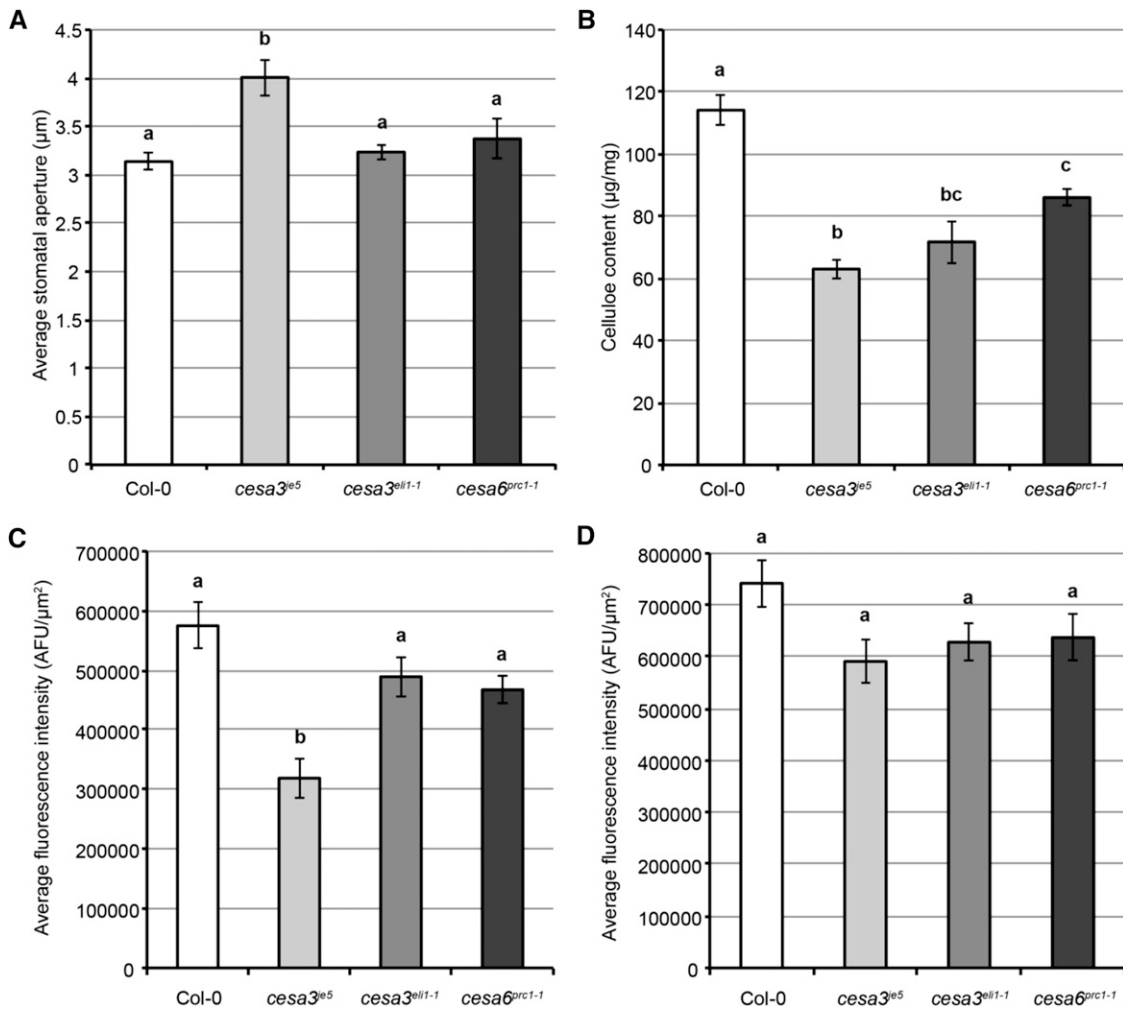 A
Average stomatal aperture (µm)
4.5
4
3.5
3
2.5
2
1.5
1
0.5
0
a
b
a
a
Col-0
cesa3je5
cesa3eli1-1
cesa6prc1-1
B
Celluloe content (µg/mg)
140
120
100
80
60
40
20
0
a
b
bc
c
Col-0
cesa3je5
cesa3eli1-1
cesa6prc1-1
C
Average fluorescence intensity (AFU/µm²)
700000
600000
500000
400000
300000
200000
100000
0
a
b
a
a
Col-0
cesa3je5
cesa3eli1-1
cesa6prc1-1
D
Average fluorescence intensity (AFU/µm²)
800000
700000
600000
500000
400000
300000
200000
100000
0
a
a
a
a
Col-0
cesa3je5
cesa3eli1-1
cesa6prc1-1